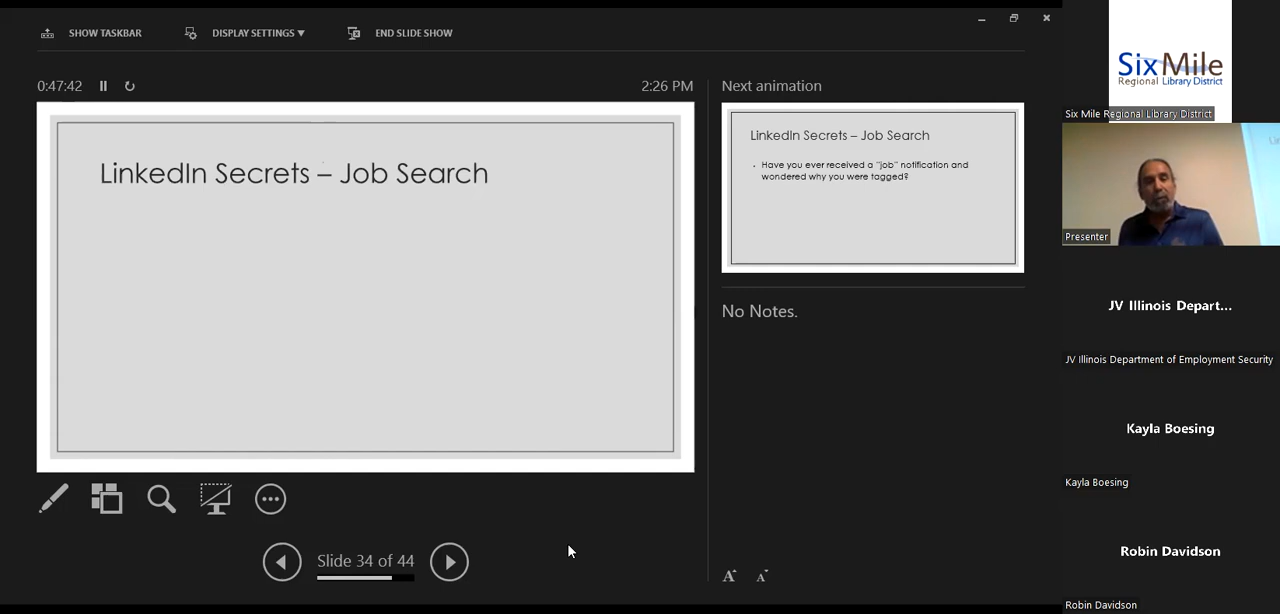 SHOW TASKBAR
DISPLAY SETTINGS ▼
END SLIDE SHOW
0:47:42
2:26 PM
LinkedIn Secrets – Job Search
Slide 34 of 44
Next animation
LinkedIn Secrets – Job Search
• Have you ever received a "job" notification and
wondered why you were tagged?
No Notes.
A A
SixMile
Regional Library District
Six Mile Regional Library District
Presenter
JV Illinois Depart...
JV Illinois Department of Employment Security
Kayla Boesing
Kayla Boesing
Robin Davidson
Robin Davidson